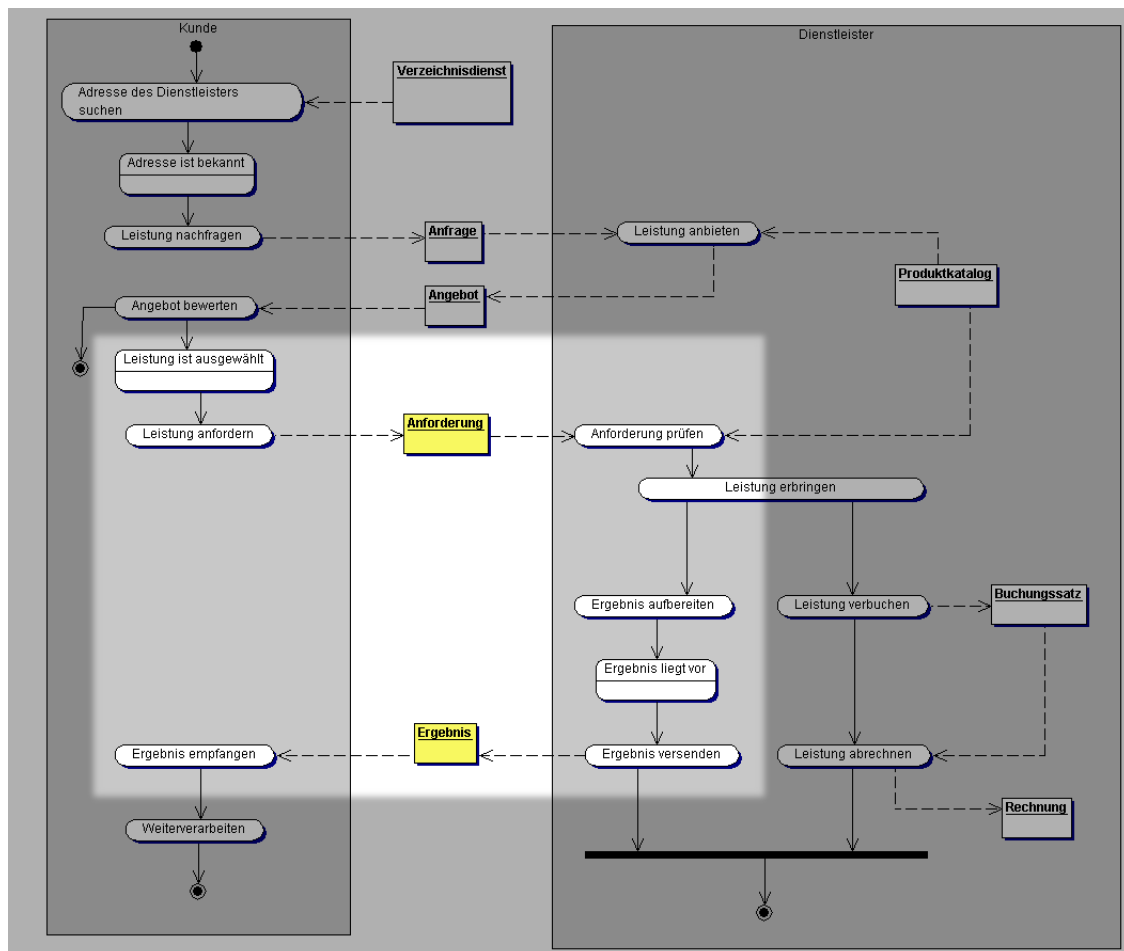 Kunde
Dienstleister
Verzeichnisdienst
Adresse des Dienstleisters
suchen
Adresse ist bekannt
Leistung nachfragen
Anfrage
Leistung anbieten
Produktkatalog
Angebot bewerten
Angebot
Leistung ist ausgewählt
Leistung anfordern
Anforderung
Anforderung prüfen
Leistung erbringen
Ergebnis aufbereiten
Leistung verbuchen
Buchungssatz
Ergebnis liegt vor
Ergebnis empfangen
Ergebnis
Ergebnis versenden
Leistung abrechnen
Rechnung
Weiterverarbeiten